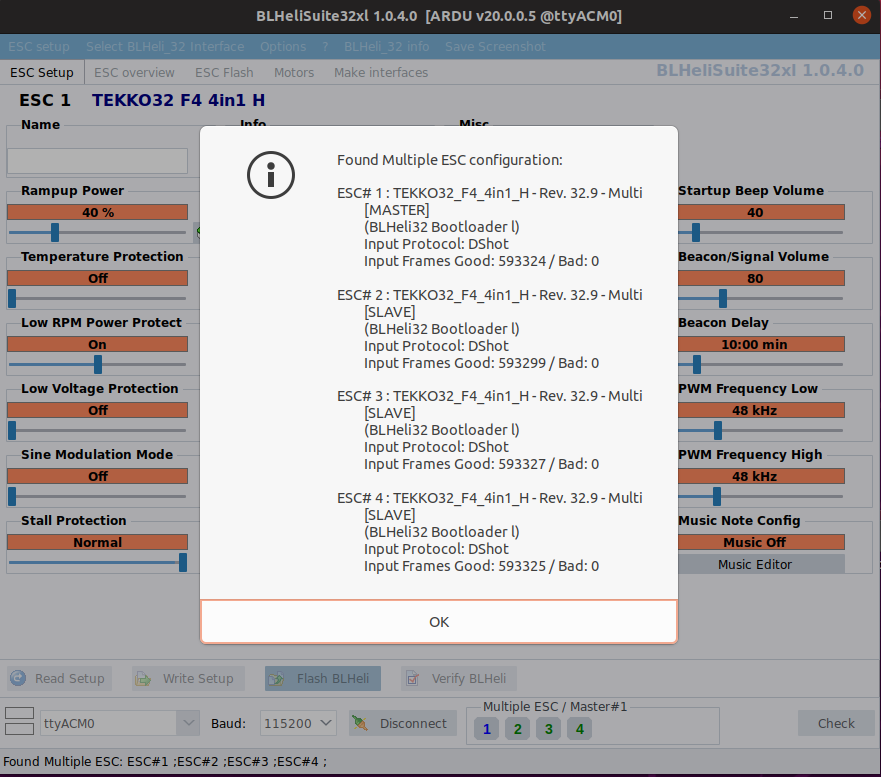 BLHeliSuite32xl 1.0.4.0 [ARDU v20.0.0.5 @ttyACM0]
ESC setup Select BLHeli_32 Interface Options ? BLHeli_32 info Save Screenshot
ESC Setup ESC overview ESC Flash Motors Make interfaces BLHeliSuite32xl 1.0.4.0
ESC 1 TEKKO32 F4 4in1 H
Name Info Misc
Rampup Power
40 %
Temperature Protection
Off
Low RPM Power Protect
On
Low Voltage Protection
Off
Sine Modulation Mode
Off
Stall Protection
Normal
Found Multiple ESC configuration:
ESC# 1 : TEKKO32_F4_4in1_H - Rev. 32.9 - Multi
[MASTER]
(BLHeli32 Bootloader l)
Input Protocol: DShot
Input Frames Good: 593324 / Bad: 0
ESC# 2 : TEKKO32_F4_4in1_H - Rev. 32.9 - Multi
[SLAVE]
(BLHeli32 Bootloader l)
Input Protocol: DShot
Input Frames Good: 593299 / Bad: 0
ESC# 3 : TEKKO32_F4_4in1_H - Rev. 32.9 - Multi
[SLAVE]
(BLHeli32 Bootloader l)
Input Protocol: DShot
Input Frames Good: 593327 / Bad: 0
ESC# 4 : TEKKO32_F4_4in1_H - Rev. 32.9 - Multi
[SLAVE]
(BLHeli32 Bootloader l)
Input Protocol: DShot
Input Frames Good: 593325 / Bad: 0
OK
Startup Beep Volume
40
Beacon/Signal Volume
80
Beacon Delay
10:00 min
PWM Frequency Low
48 kHz
PWM Frequency High
48 kHz
Music Note Config
Music Off
Music Editor
Read Setup Write Setup Flash BLHeli Verify BLHeli
Multiple ESC / Master#1
ttyACM0 Baud: 115200 Disconnect 1 2 3 4 Check
Found Multiple ESC: ESC#1 ;ESC#2 ;ESC#3 ;ESC#4 ;